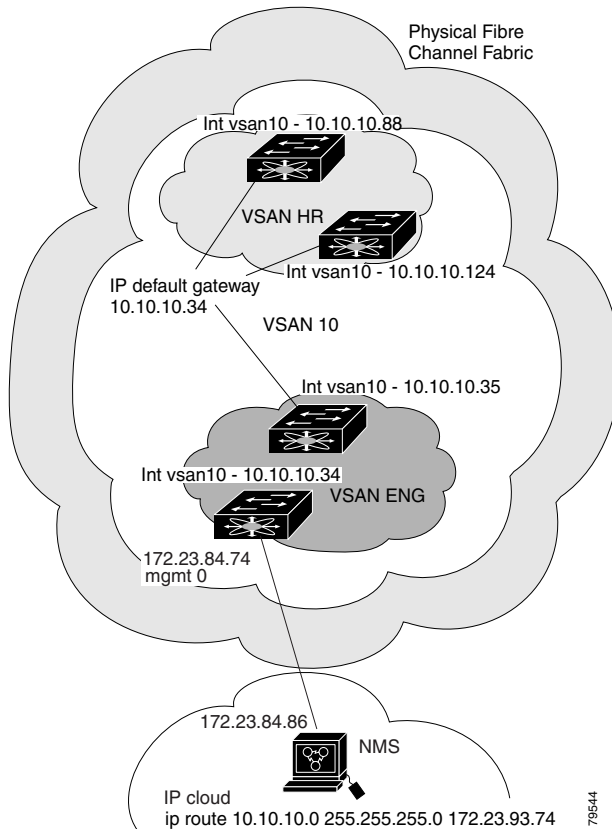 Physical Fibre
Channel Fabric
Int vsan10 - 10.10.10.88
VSAN HR
Int vsan10 - 10.10.10.124
IP default gateway
10.10.10.34
VSAN 10
Int vsan10 - 10.10.10.35
Int vsan10 - 10.10.10.34
VSAN ENG
172.23.84.74
mgmt 0
172.23.84.86
NMS
IP cloud
ip route 10.10.10.0 255.255.255.0 172.23.93.74
79544